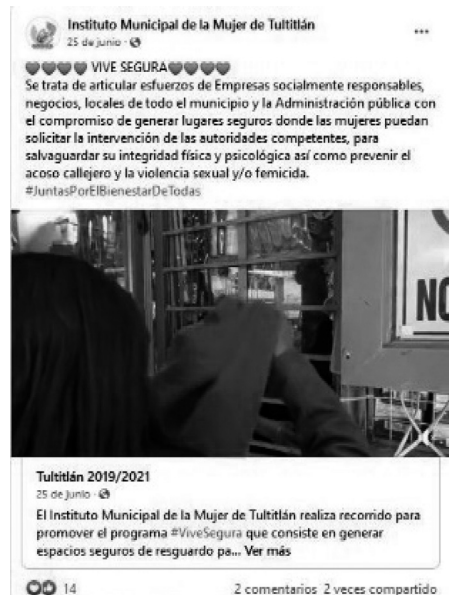 Instituto Municipal de la Mujer de Tultitlán
25 de junio ·
VIVE SEGURA
Se trata de articular esfuerzos de Empresas socialmente responsables,
negocios, locales de todo el municipio y la Administración pública con
el compromiso de generar lugares seguros donde las mujeres puedan
solicitar la intervención de las autoridades competentes, para
salvaguardar su integridad física y psicológica así como prevenir el
acoso callejero y la violencia sexual y/o femicida.
#JuntasPorElBienestarDeTodas
NO
Tultitlán 2019/2021
25 de junio ·
El Instituto Municipal de la Mujer de Tultitlán realiza recorrido para
promover el programa #ViveSegura que consiste en generar
espacios seguros de resguardo pa... Ver más
14
2 comentarios 2 veces compartido